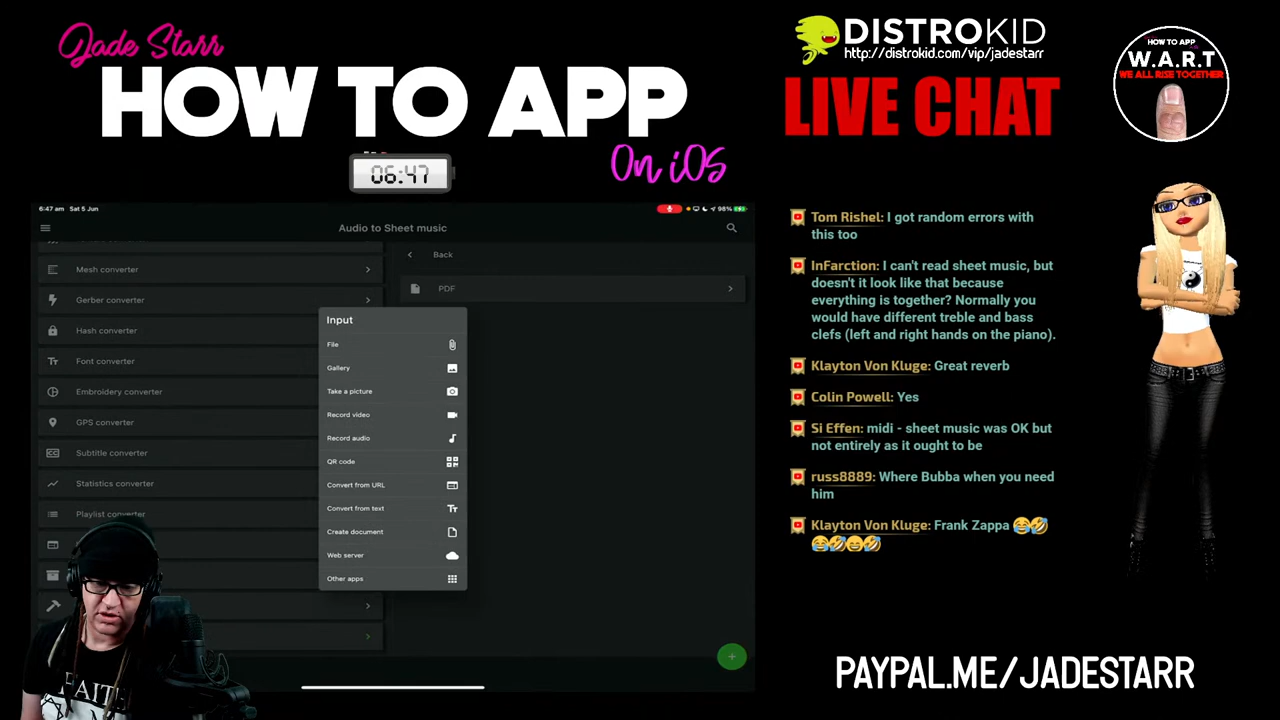 Jade Starr
HOW TO APP
On iOS
06:47
DISTROKID
http://distrokid.com/vip/jadestarr
LIVE CHAT
HOW TO APP
W.A.R.T
WE ALL RISE TOGETHER
6:47 am Sat 5 Jun
98%
Audio to Sheet music
Mesh converter
Gerber converter
Hash converter
Font converter
Embroidery converter
GPS converter
Subtitle converter
Statistics converter
Playlist converter
Back
PDF
Input
File
Gallery
Take a picture
Record video
Record audio
QR code
Convert from URL
Convert from text
Create document
Web server
Other apps
Tom Rishel: I got random errors with
this too
InFarction: I can't read sheet music, but
doesn't it look like that because
everything is together? Normally you
would have different treble and bass
clefs (left and right hands on the piano).
Klayton Von Kluge: Great reverb
Colin Powell: Yes
Si Effen: midi - sheet music was OK but
not entirely as it ought to be
russ8889: Where Bubba when you need
him
Klayton Von Kluge: Frank Zappa 😂🤣
😂🤣😄🤣
FAITH
PAYPAL.ME/JADESTARR